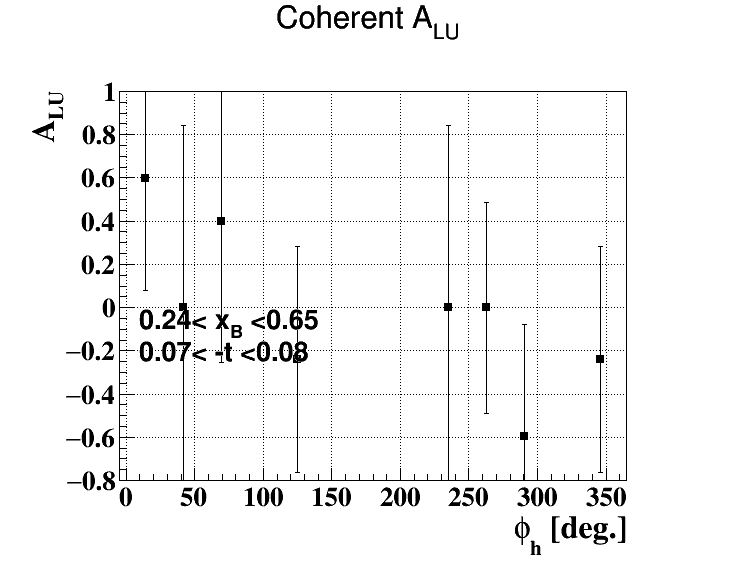 Coherent A_LU
A_LU
1
0.8
0.6
0.4
0.2
0
−0.2
−0.4
−0.6
−0.8
0.24< x_B <0.65
0.07< -t <0.08
0 50 100 150 200 250 300 350
ϕ_h [deg.]